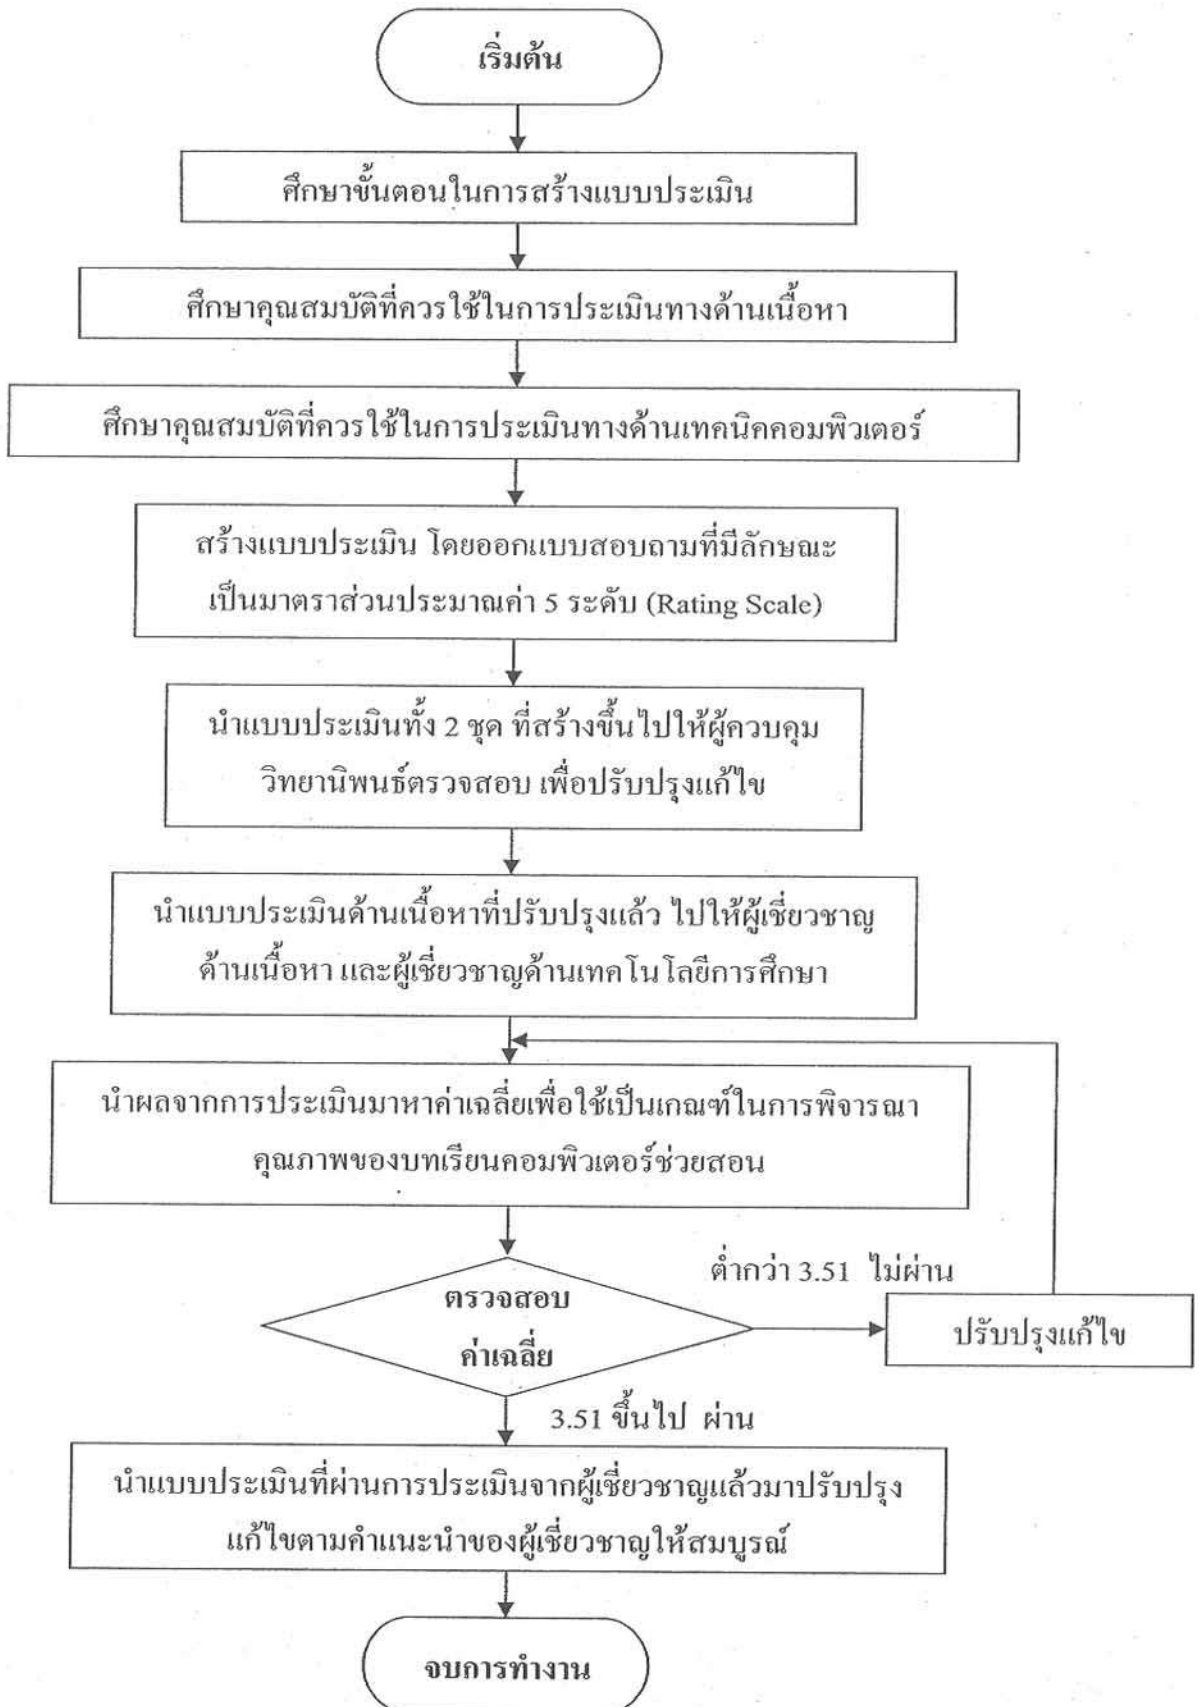 เริ่มต้น
ศึกษาขั้นตอนในการสร้างแบบประเมิน
ศึกษาคุณสมบัติที่ควรใช้ในการประเมินทางด้านเนื้อหา
ศึกษาคุณสมบัติที่ควรใช้ในการประเมินทางด้านเทคนิคคอมพิวเตอร์
สร้างแบบประเมิน โดยออกแบบสอบถามที่มีลักษณะ
เป็นมาตราส่วนประมาณค่า 5 ระดับ (Rating Scale)
นำแบบประเมินทั้ง 2 ชุด ที่สร้างขึ้นไปให้ผู้ควบคุม
วิทยานิพนธ์ตรวจสอบ เพื่อปรับปรุงแก้ไข
นำแบบประเมินด้านเนื้อหาที่ปรับปรุงแล้ว ไปให้ผู้เชี่ยวชาญ
ด้านเนื้อหา และผู้เชี่ยวชาญด้านเทคโนโลยีการศึกษา
นำผลจากการประเมินมาหาค่าเฉลี่ยเพื่อใช้เป็นเกณฑ์ในการพิจารณา
คุณภาพของบทเรียนคอมพิวเตอร์ช่วยสอน
ต่ำกว่า 3.51 ไม่ผ่าน
ตรวจสอบ
ค่าเฉลี่ย
ปรับปรุงแก้ไข
3.51 ขึ้นไป ผ่าน
นำแบบประเมินที่ผ่านการประเมินจากผู้เชี่ยวชาญแล้วมาปรับปรุง
แก้ไขตามคำแนะนำของผู้เชี่ยวชาญให้สมบูรณ์
จบการทำงาน